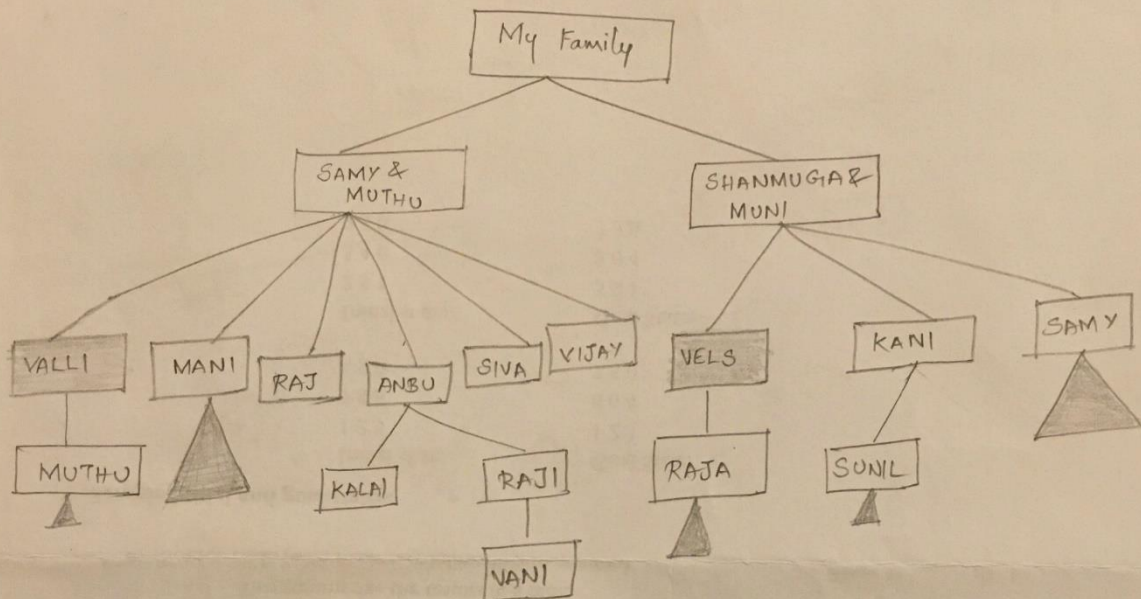 My Family
SAMY &
MUTHU
SHANMUGA &
MUNI
VALLI
MANI
RAJ
ANBU
SIVA
VIJAY
VELS
KANI
SAMY
MUTHU
KALAI
RAJI
RAJA
SUNIL
VANI